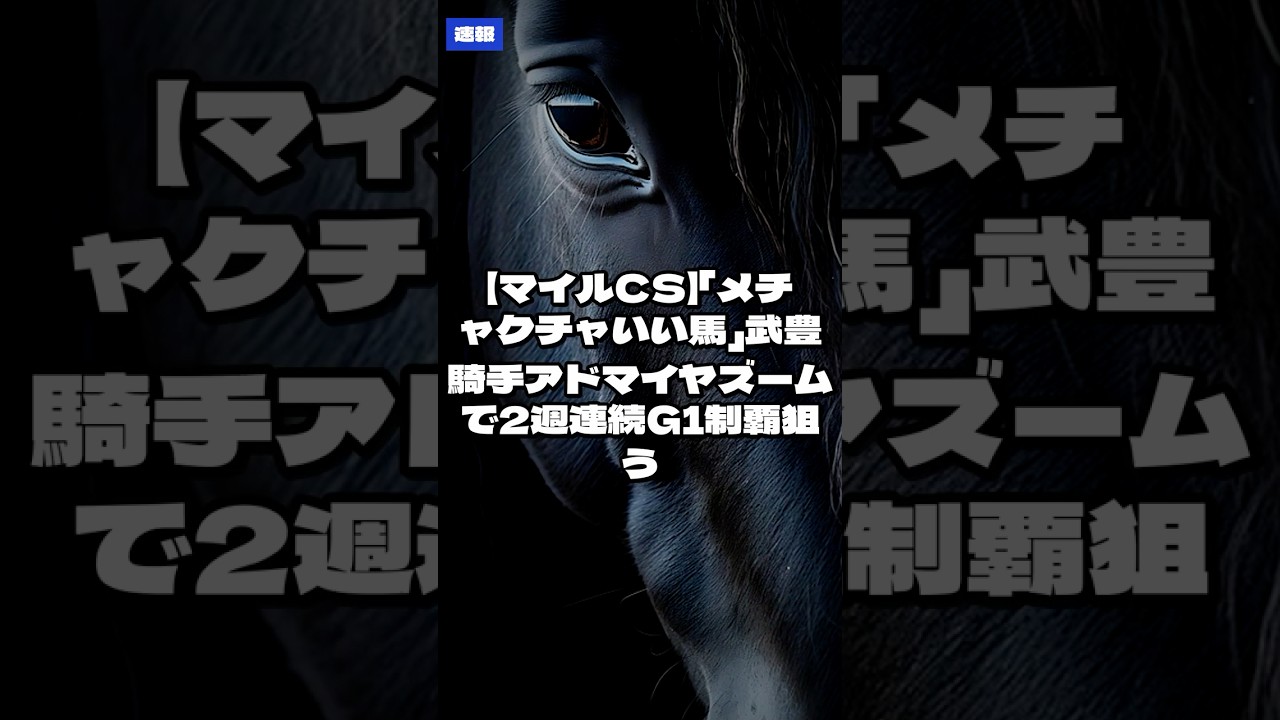 速報
【マイルCS】「メチ
ャクチャいい馬」武豊
騎手アドマイヤズーム
で2週連続G1制覇狙
う